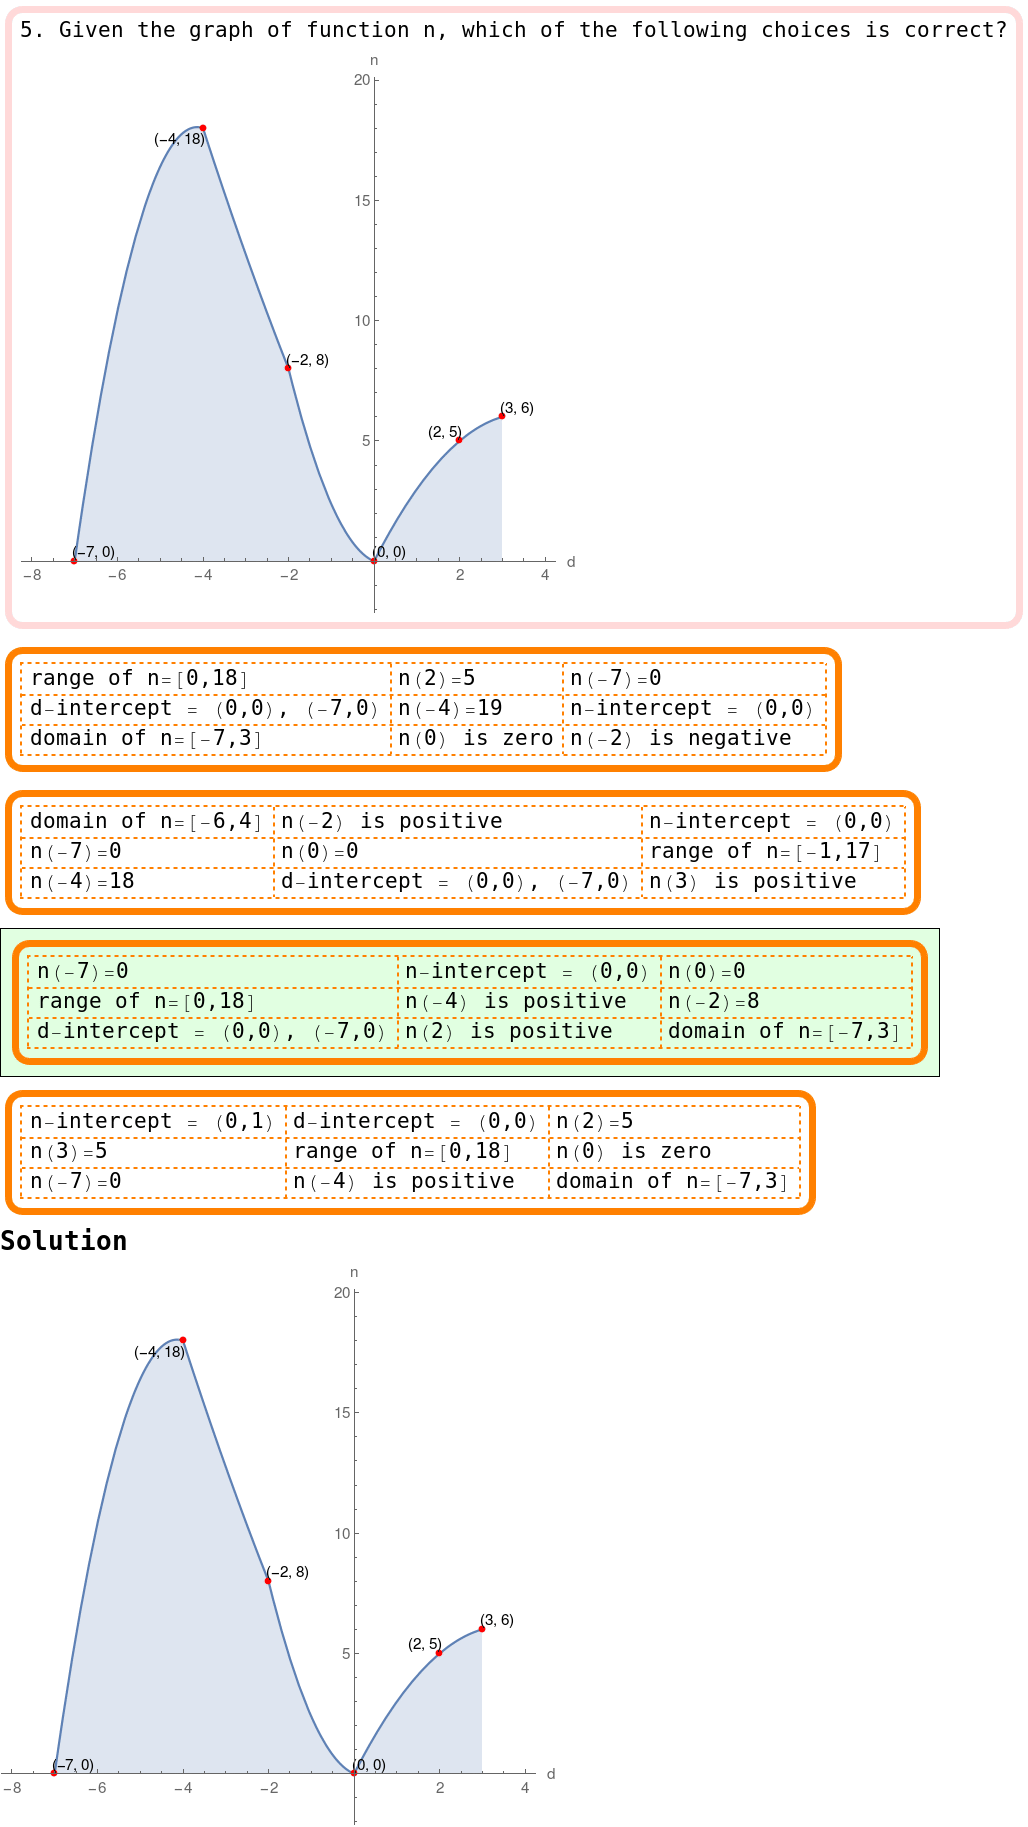 5. Given the graph of function n, which of the following choices is correct?
n
20
(−4, 18)
15
10
(−2, 8)
(3, 6)
(2, 5)
5
(−7, 0)
(0, 0)
d
−8 −6 −4 −2 2 4
range of n=[0,18] n(2)=5 n(-7)=0
d-intercept = (0,0), (-7,0) n(-4)=19 n-intercept = (0,0)
domain of n=[-7,3] n(0) is zero n(-2) is negative
domain of n=[-6,4] n(-2) is positive n-intercept = (0,0)
n(-7)=0 n(0)=0 range of n=[-1,17]
n(-4)=18 d-intercept = (0,0), (-7,0) n(3) is positive
n(-7)=0 n-intercept = (0,0) n(0)=0
range of n=[0,18] n(-4) is positive n(-2)=8
d-intercept = (0,0), (-7,0) n(2) is positive domain of n=[-7,3]
n-intercept = (0,1) d-intercept = (0,0) n(2)=5
n(3)=5 range of n=[0,18] n(0) is zero
n(-7)=0 n(-4) is positive domain of n=[-7,3]
Solution
n
20
(−4, 18)
15
10
(−2, 8)
(3, 6)
(2, 5)
5
(−7, 0)
(0, 0)
d
−8 −6 −4 −2 2 4